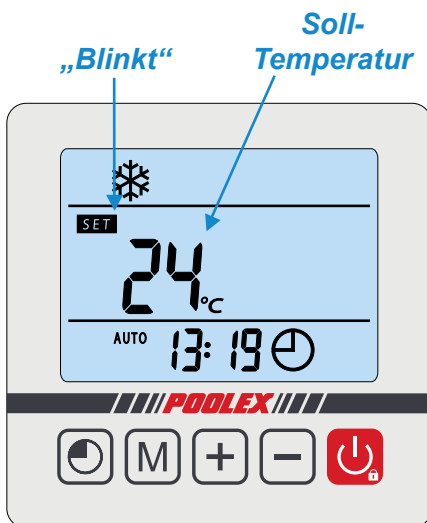 Soll-
„Blinkt“ Temperatur
SET
24 °C
AUTO 13:19
POOLEX
M + -